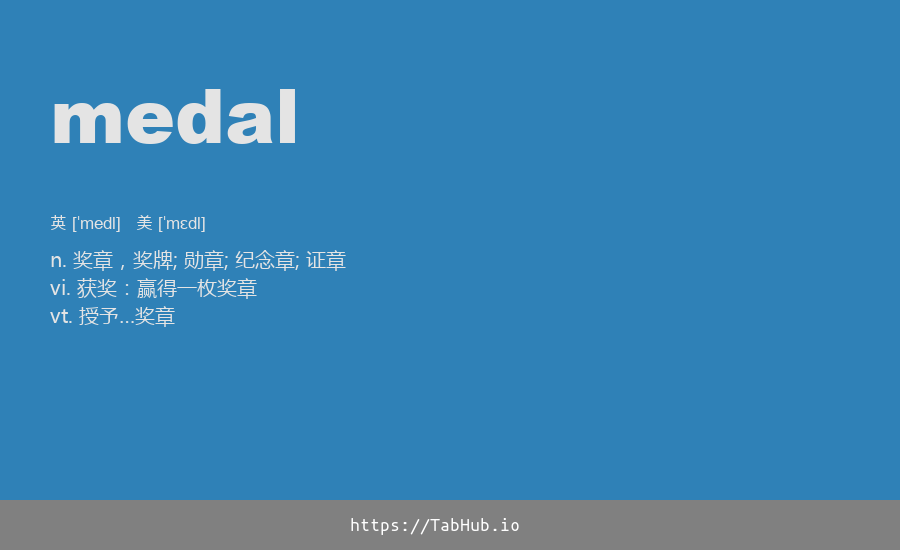 medal
英 ['medl] 美 ['mɛdl]
n. 奖章，奖牌; 勋章; 纪念章; 证章
vi. 获奖：赢得一枚奖章
vt. 授予…奖章
https://TabHub.io